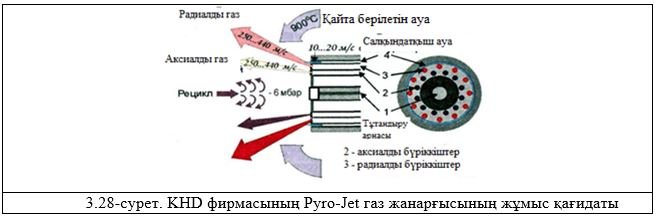 Радиалды газ
900°C
Қайта берілетін ауа
250...440 м/с
10...20 м/с
Салқындатқыш ауа
Аксиалды газ
250...440 м/с
4
3
2
1
Рецикл
- 6 мбар
Тұтандыру
арнасы
2 - аксиалды бүріккіштер
3 - радиалды бүріккіштер
3.28-сурет. KHD фирмасының Pyro-Jet газ жанарғысының жұмыс қағидаты